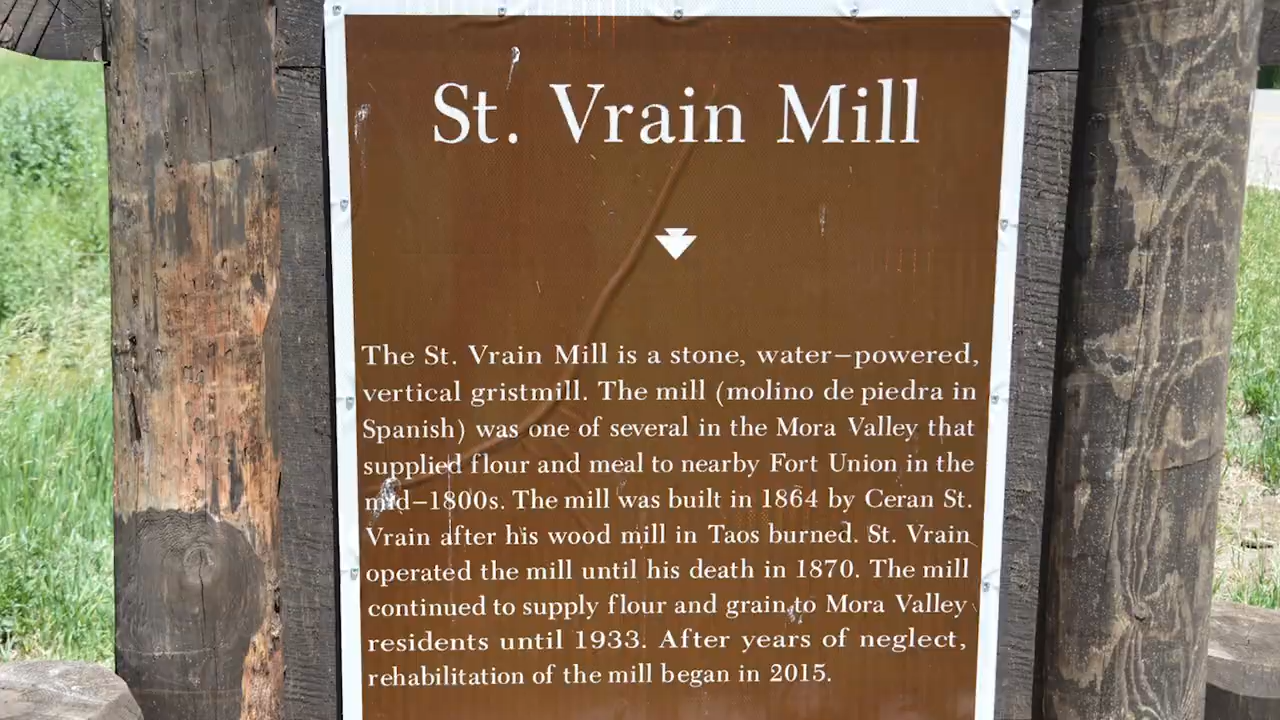 St. Vrain Mill
The St. Vrain Mill is a stone, water–powered,
vertical gristmill. The mill (molino de piedra in
Spanish) was one of several in the Mora Valley that
supplied flour and meal to nearby Fort Union in the
mid–1800s. The mill was built in 1864 by Ceran St.
Vrain after his wood mill in Taos burned. St. Vrain
operated the mill until his death in 1870. The mill
continued to supply flour and grain to Mora Valley
residents until 1933. After years of neglect,
rehabilitation of the mill began in 2015.